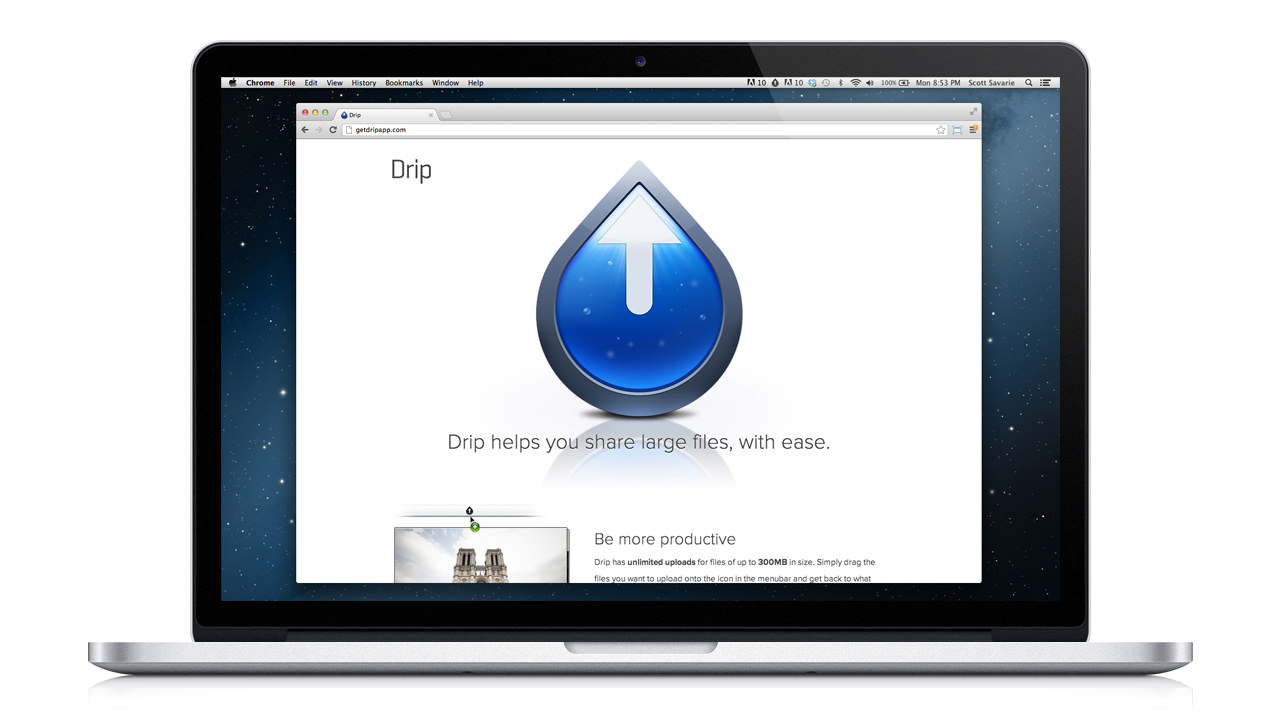 Chrome File Edit View History Bookmarks Window Help 10 10 100% Mon 8:53 PM Scott Savarie
Drip
getdripapp.com
Drip
Drip helps you share large files, with ease.
Be more productive
Drip has unlimited uploads for files of up to 300MB in size. Simply drag the
files you want to upload onto the icon in the menubar and get back to what